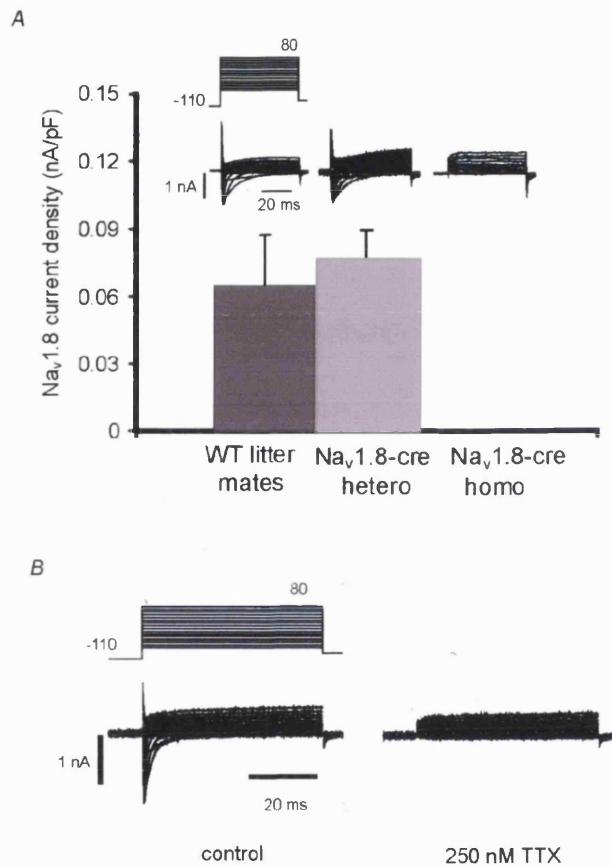 A
80
-110
1 nA
20 ms
Nav1.8 current density (nA/pF)
0.15
0.12
0.09
0.06
0.03
0
WT litter mates
Nav1.8-cre hetero
Nav1.8-cre homo
B
80
-110
1 nA
20 ms
control
250 nM TTX